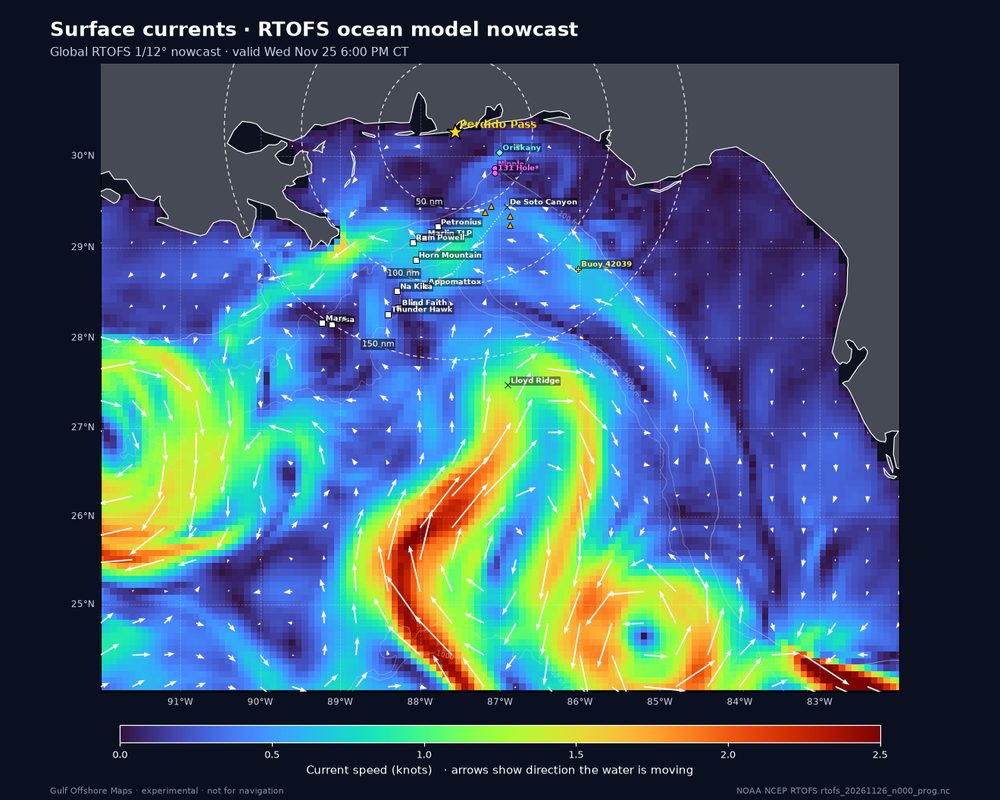 Surface currents · RTOFS ocean model nowcast
Global RTOFS 1/12° nowcast · valid Wed Nov 25 6:00 PM CT
Perdido Pass
Oriskany
Nipple
131 Hole*
50 nm
De Soto Canyon
Petronius
Marlin TLP
Ram Powell
Horn Mountain
Buoy 42039
100 nm
Appomattox
Na Kika
Blind Faith
Thunder Hawk
Mars
150 nm
Lloyd Ridge
30°N
29°N
28°N
27°N
26°N
25°N
91°W
90°W
89°W
88°W
87°W
86°W
85°W
84°W
83°W
0.0
0.5
1.0
1.5
2.0
2.5
Current speed (knots)   · arrows show direction the water is moving
Gulf Offshore Maps · not for navigation
NOAA NCEP RTOFS rtofs_20261126_n000_prog.nc